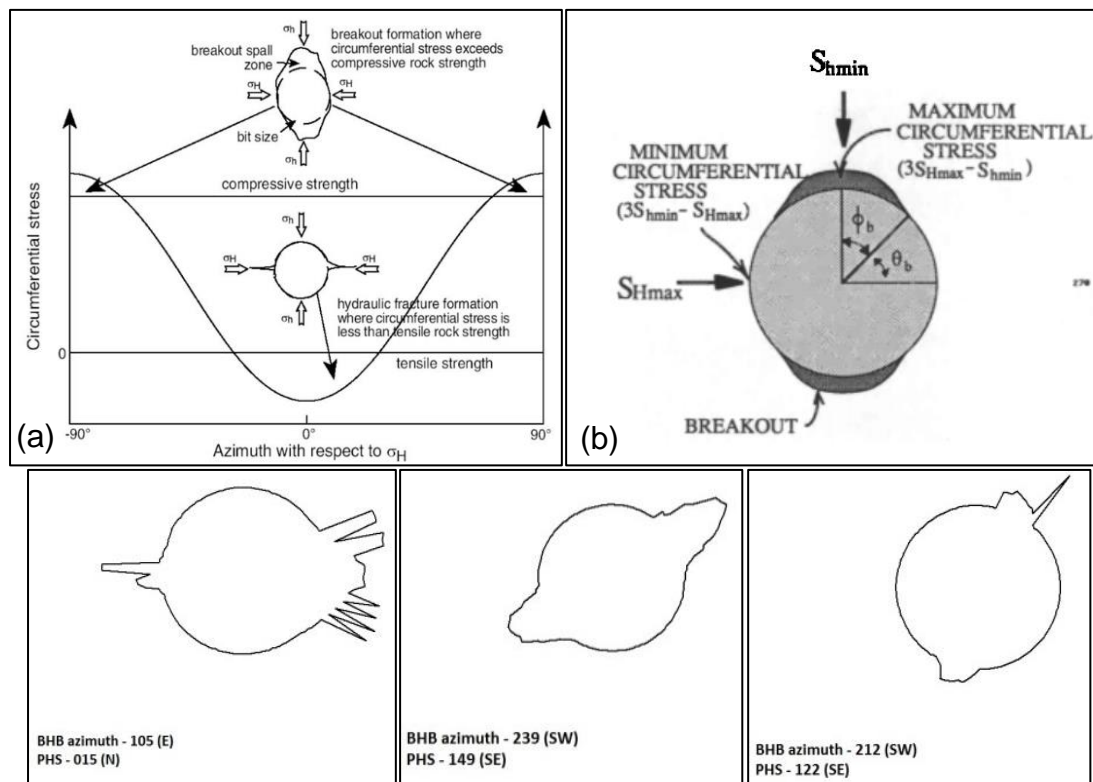 σh
breakout spall
zone
breakout formation where
circumferential stress exceeds
compressive rock strength
σH
σH
bit size
σh
compressive strength
σh
σH
σH
σh
hydraulic fracture formation
where circumferential stress is
less than tensile rock strength
tensile strength
Circumferential stress
0
-90°
0°
90°
Azimuth with respect to σH
(a)
Shmin
MAXIMUM
CIRCUMFERENTIAL
STRESS
(3SHmax-Shmin)
MINIMUM
CIRCUMFERENTIAL
STRESS
(3Shmin- SHmax)
ϕb
θb
SHmax
270
BREAKOUT
(b)
BHB azimuth - 105 (E)
PHS - 015 (N)
BHB azimuth - 239 (SW)
PHS - 149 (SE)
BHB azimuth - 212 (SW)
PHS - 122 (SE)